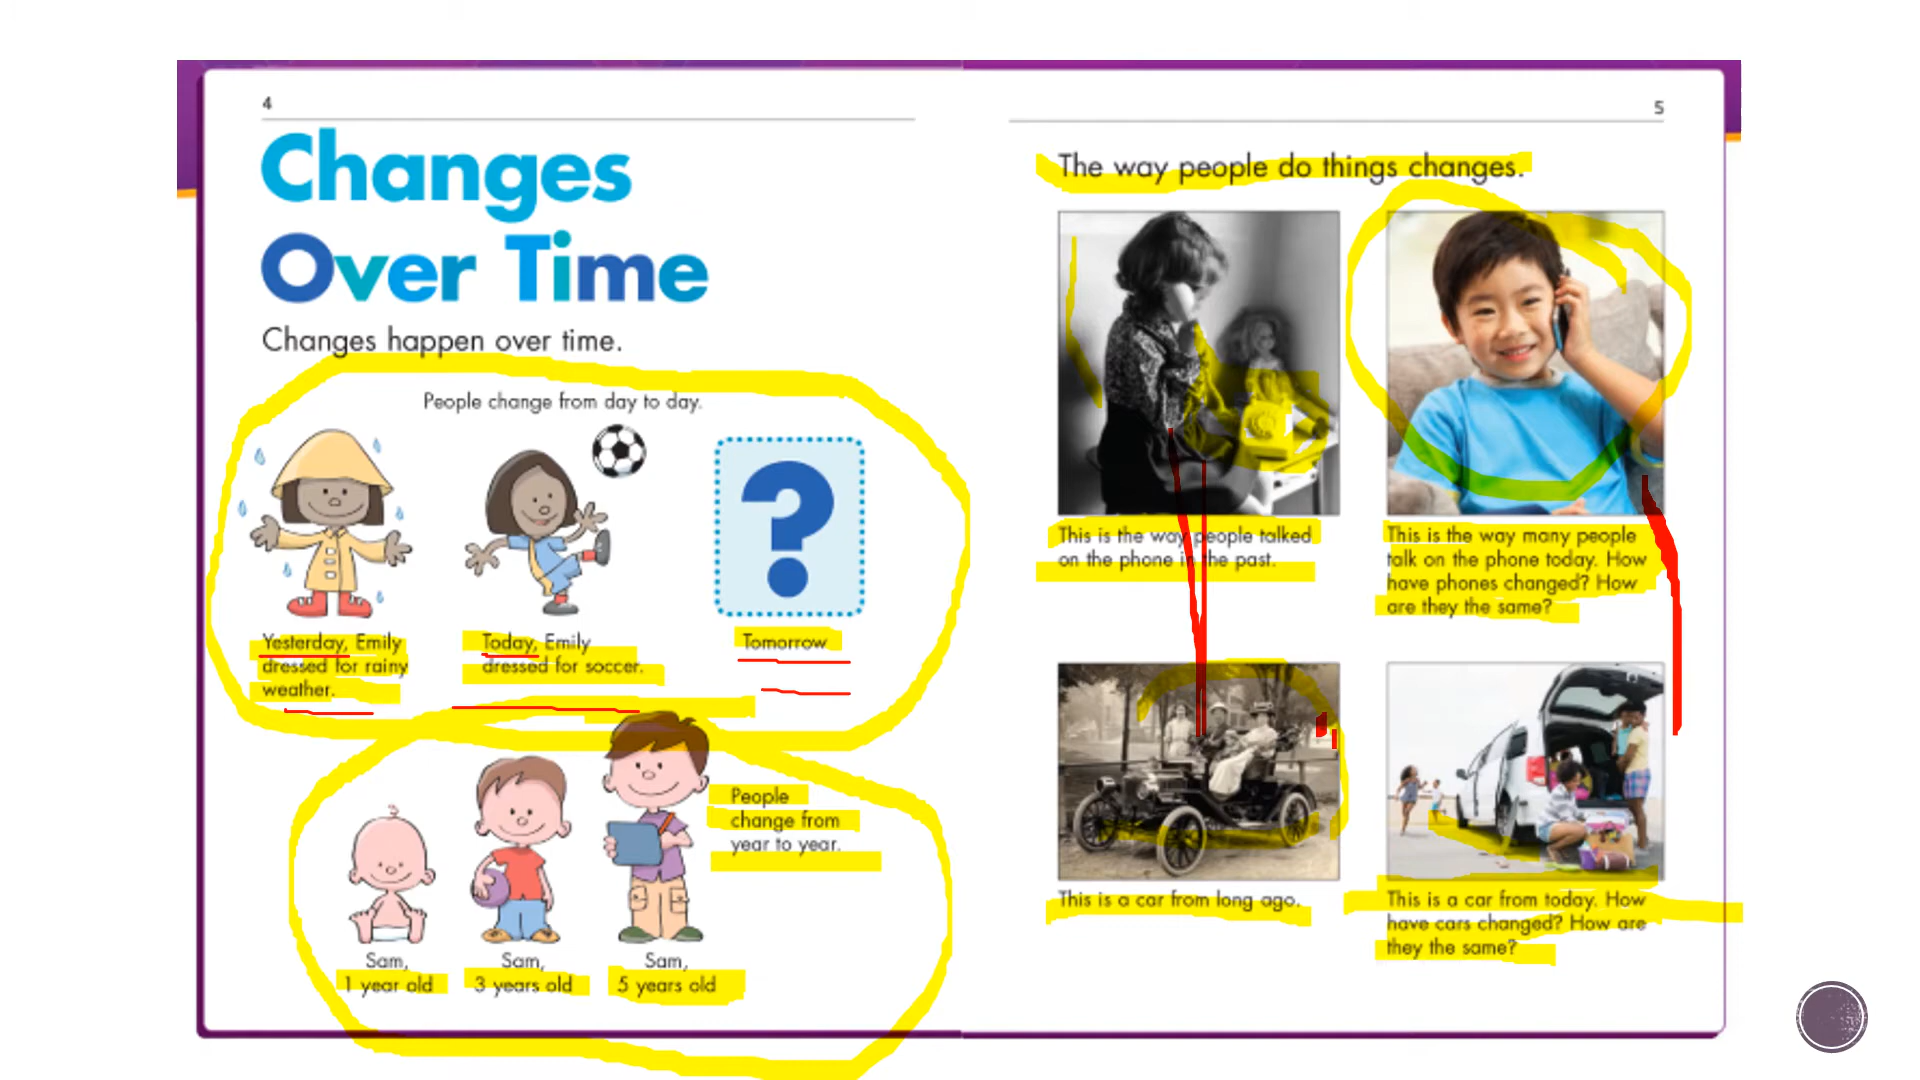 4
Changes
Over Time
Changes happen over time.
People change from day to day.
?
Yesterday, Emily
dressed for rainy
weather.
Today, Emily
dressed for soccer.
Tomorrow
People
change from
year to year.
Sam,
1 year old
Sam,
3 years old
Sam,
5 years old
5
The way people do things changes.
This is the way people talked
on the phone in the past.
This is the way many people
talk on the phone today. How
have phones changed? How
are they the same?
This is a car from long ago.
This is a car from today. How
have cars changed? How are
they the same?